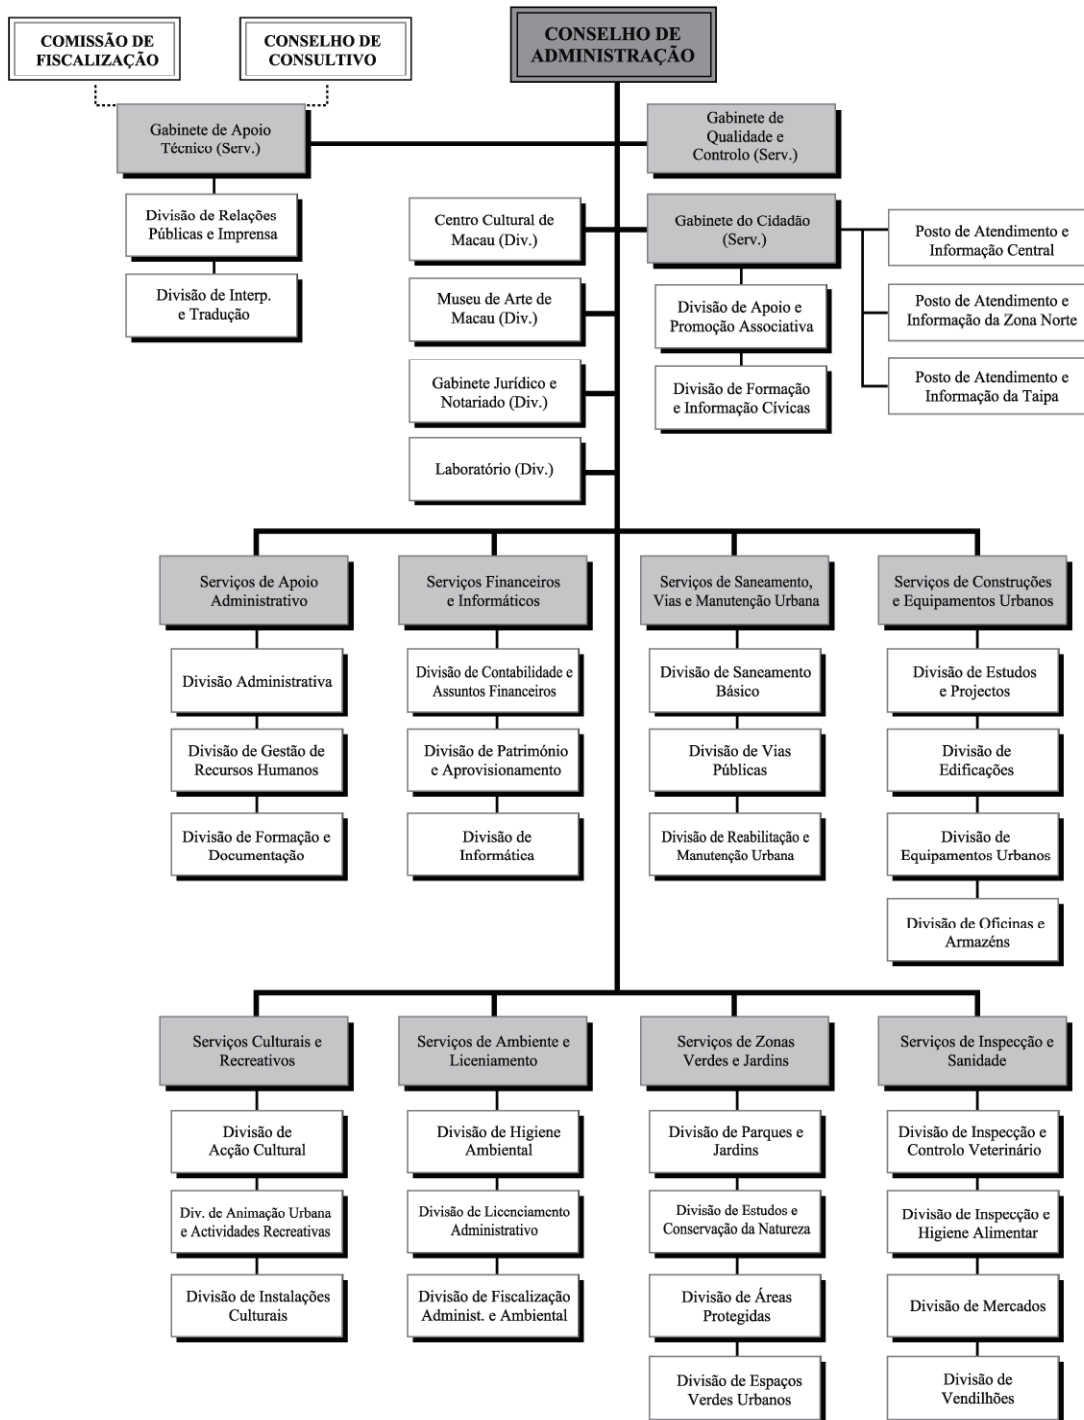 COMISSÃO DE
FISCALIZAÇÃO
CONSELHO DE
CONSULTIVO
CONSELHO DE
ADMINISTRAÇÃO
Gabinete de Apoio
Técnico (Serv.)
Gabinete de
Qualidade e
Controlo (Serv.)
Divisão de Relações
Públicas e Imprensa
Divisão de Interp.
e Tradução
Centro Cultural de
Macau (Div.)
Museu de Arte de
Macau (Div.)
Gabinete Jurídico e
Notariado (Div.)
Laboratório (Div.)
Gabinete do Cidadão
(Serv.)
Divisão de Apoio e
Promoção Associativa
Divisão de Formação
e Informação Cívicas
Posto de Atendimento e
Informação Central
Posto de Atendimento e
Informação da Zona Norte
Posto de Atendimento e
Informação da Taipa
Serviços de Apoio
Administrativo
Divisão Administrativa
Divisão de Gestão de
Recursos Humanos
Divisão de Formação e
Documentação
Serviços Financeiros
e Informáticos
Divisão de Contabilidade e
Assuntos Financeiros
Divisão de Património
e Aprovisionamento
Divisão de
Informática
Serviços de Saneamento,
Vias e Manutenção Urbana
Divisão de Saneamento
Básico
Divisão de Vias
Públicas
Divisão de Reabilitação e
Manutenção Urbana
Serviços de Construções
e Equipamentos Urbanos
Divisão de Estudos
e Projectos
Divisão de
Edificações
Divisão de
Equipamentos Urbanos
Divisão de Oficinas e
Armazéns
Serviços Culturais e
Recreativos
Divisão de
Acção Cultural
Div. de Animação Urbana
e Actividades Recreativas
Divisão de Instalações
Culturais
Serviços de Ambiente e
Liceniamento
Divisão de Higiene
Ambiental
Divisão de Licenciamento
Administrativo
Divisão de Fiscalização
Administ. e Ambiental
Serviços de Zonas
Verdes e Jardins
Divisão de Parques e
Jardins
Divisão de Estudos e
Conservação da Natureza
Divisão de Áreas
Protegidas
Divisão de Espaços
Verdes Urbanos
Serviços de Inspecção e
Sanidade
Divisão de Inspecção e
Controlo Veterinário
Divisão de Inspecção e
Higiene Alimentar
Divisão de Mercados
Divisão de
Vendilhões